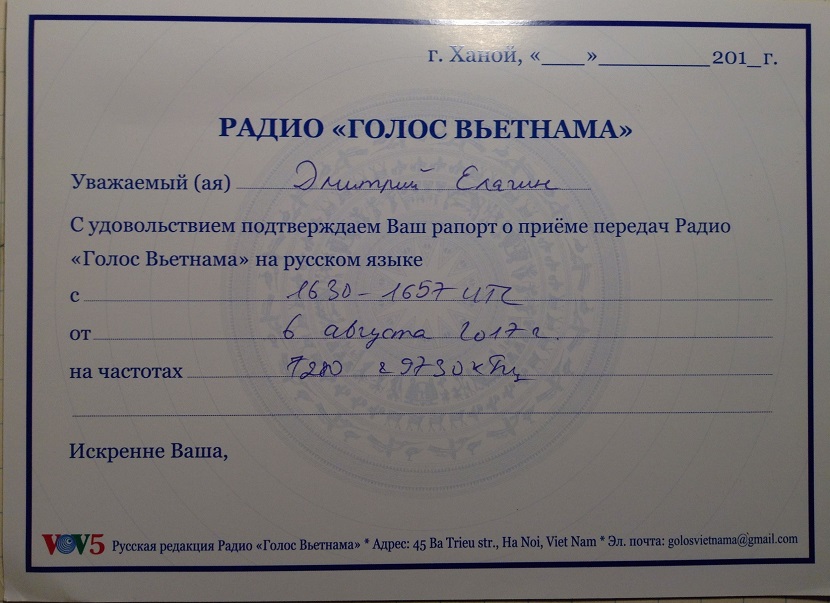 г. Ханой, «____»__________201_г.
РАДИО «ГОЛОС ВЬЕТНАМА»
Уважаемый (ая) Дмитрий Елагин
С удовольствием подтверждаем Ваш рапорт о приёме передач Радио
«Голос Вьетнама» на русском языке
с 1630-1657 UTC
от 6 августа 2017 г.
на частотах 7280 и 9730 кГц
Искренне Ваша,
VOV5 Русская редакция Радио «Голос Вьетнама» * Адрес: 45 Ba Trieu str., Ha Noi, Viet Nam * Эл. почта: golosvietnama@gmail.com